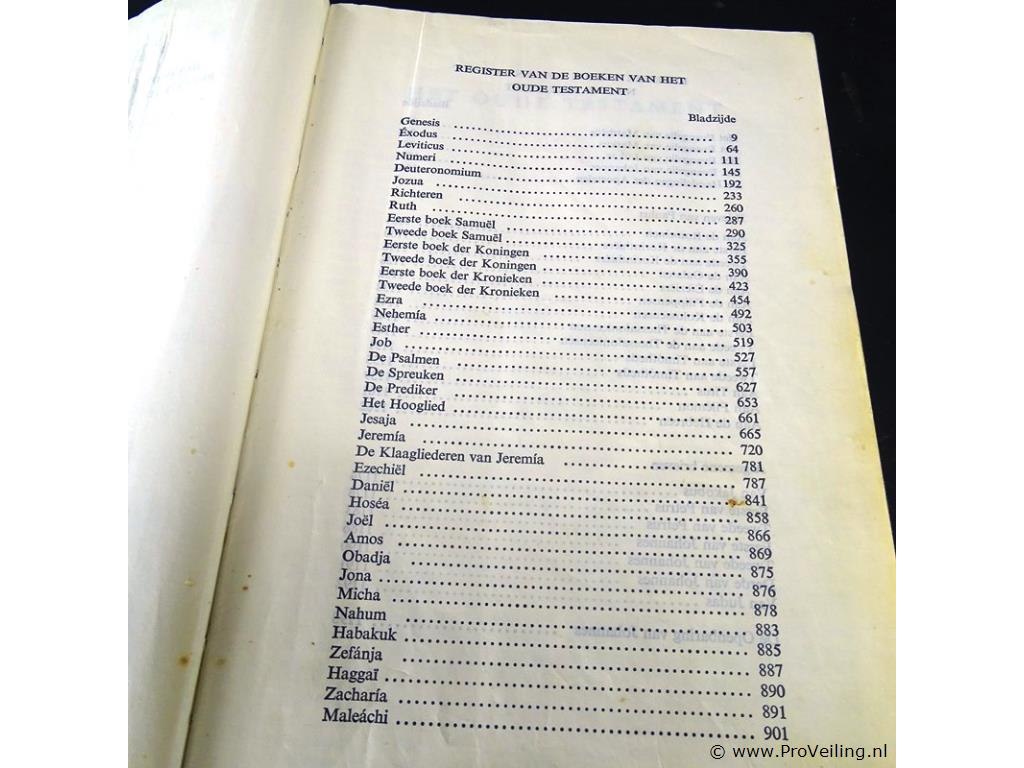 REGISTER VAN DE BOEKEN VAN HET
OUDE TESTAMENT
Bladzijde
Genesis 9
Éxodus 64
Leviticus 111
Numeri 145
Deuteronomium 192
Jozua 233
Richteren 260
Ruth 287
Eerste boek Samuël 290
Tweede boek Samuël 325
Eerste boek der Koningen 355
Tweede boek der Koningen 390
Eerste boek der Kronieken 423
Tweede boek der Kronieken 454
Ezra 492
Nehemía 503
Esther 519
Job 527
De Psalmen 557
De Spreuken 627
De Prediker 653
Het Hooglied 661
Jesaja 665
Jeremía 720
De Klaagliederen van Jeremía 781
Ezechiël 787
Daniël 841
Hoséa 858
Joël 866
Amos 869
Obadja 875
Jona 876
Micha 878
Nahum 883
Habakuk 885
Zefánja 887
Haggaï 890
Zacharía 891
Maleáchi 901
© www.ProVeiling.nl